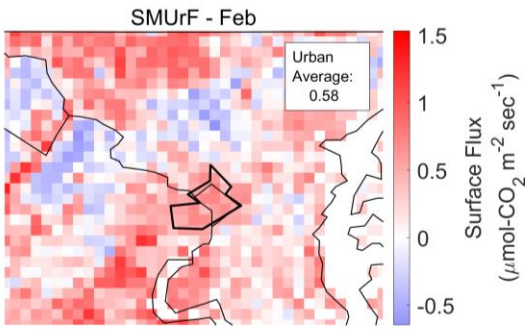 SMUrF - Feb
Urban
Average:
0.58
1.5
1
0.5
0
-0.5
Surface Flux
(μmol-CO₂ m⁻² sec⁻¹)